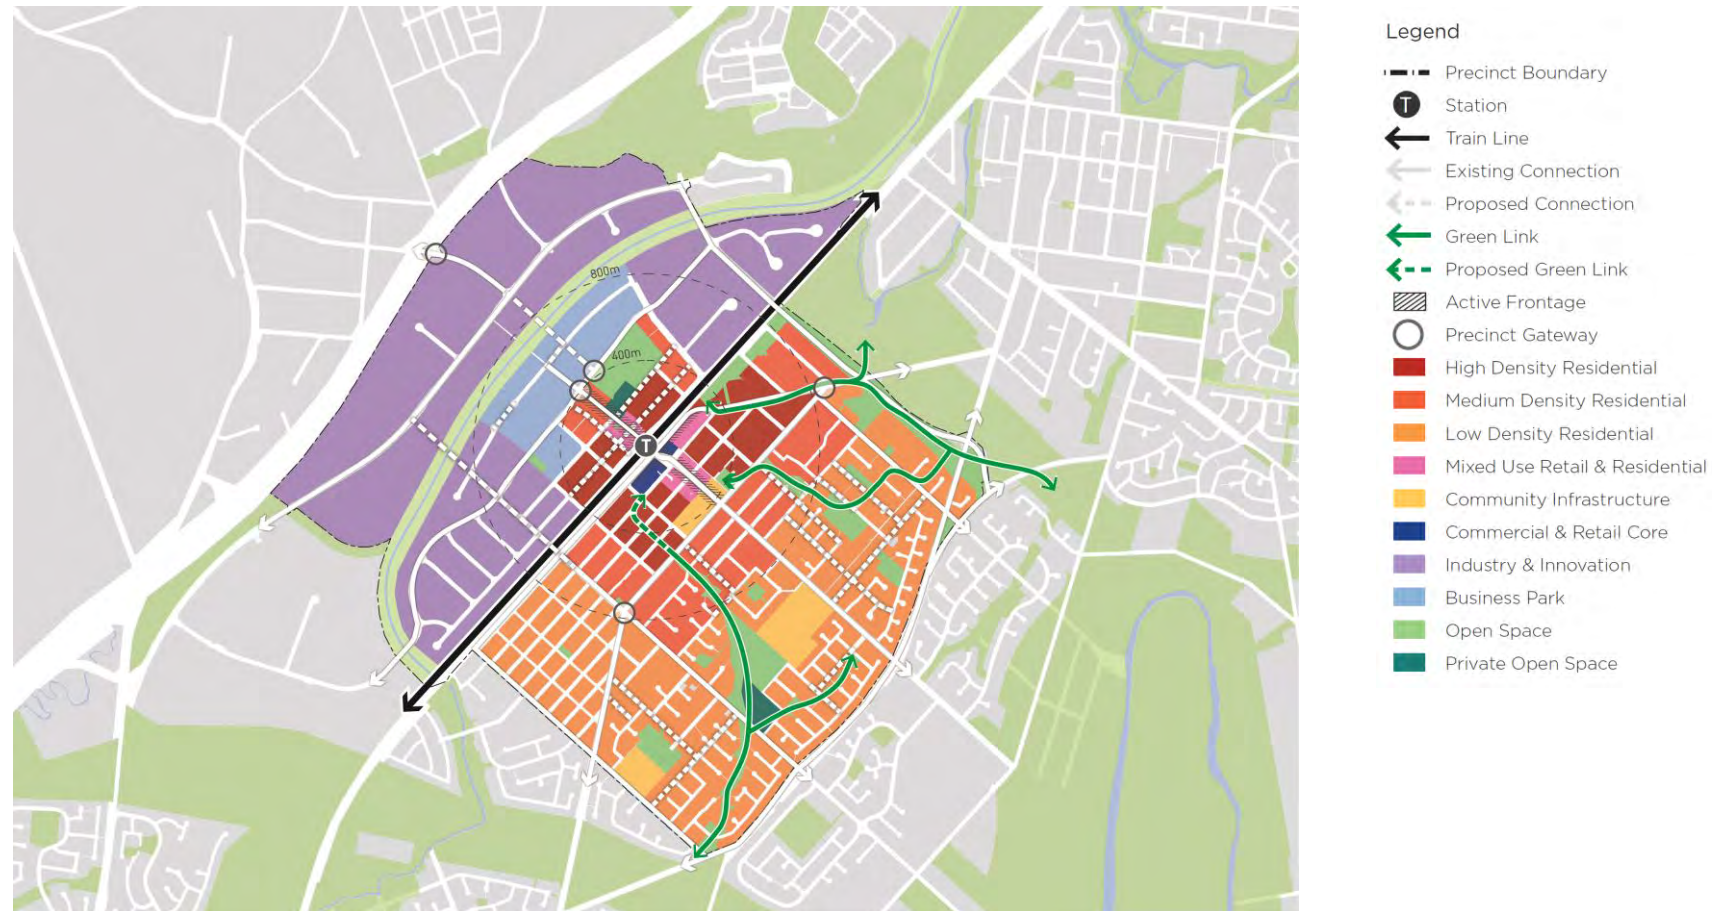 800m
400m
T
Legend
Precinct Boundary
T Station
Train Line
Existing Connection
Proposed Connection
Green Link
Proposed Green Link
Active Frontage
Precinct Gateway
High Density Residential
Medium Density Residential
Low Density Residential
Mixed Use Retail & Residential
Community Infrastructure
Commercial & Retail Core
Industry & Innovation
Business Park
Open Space
Private Open Space